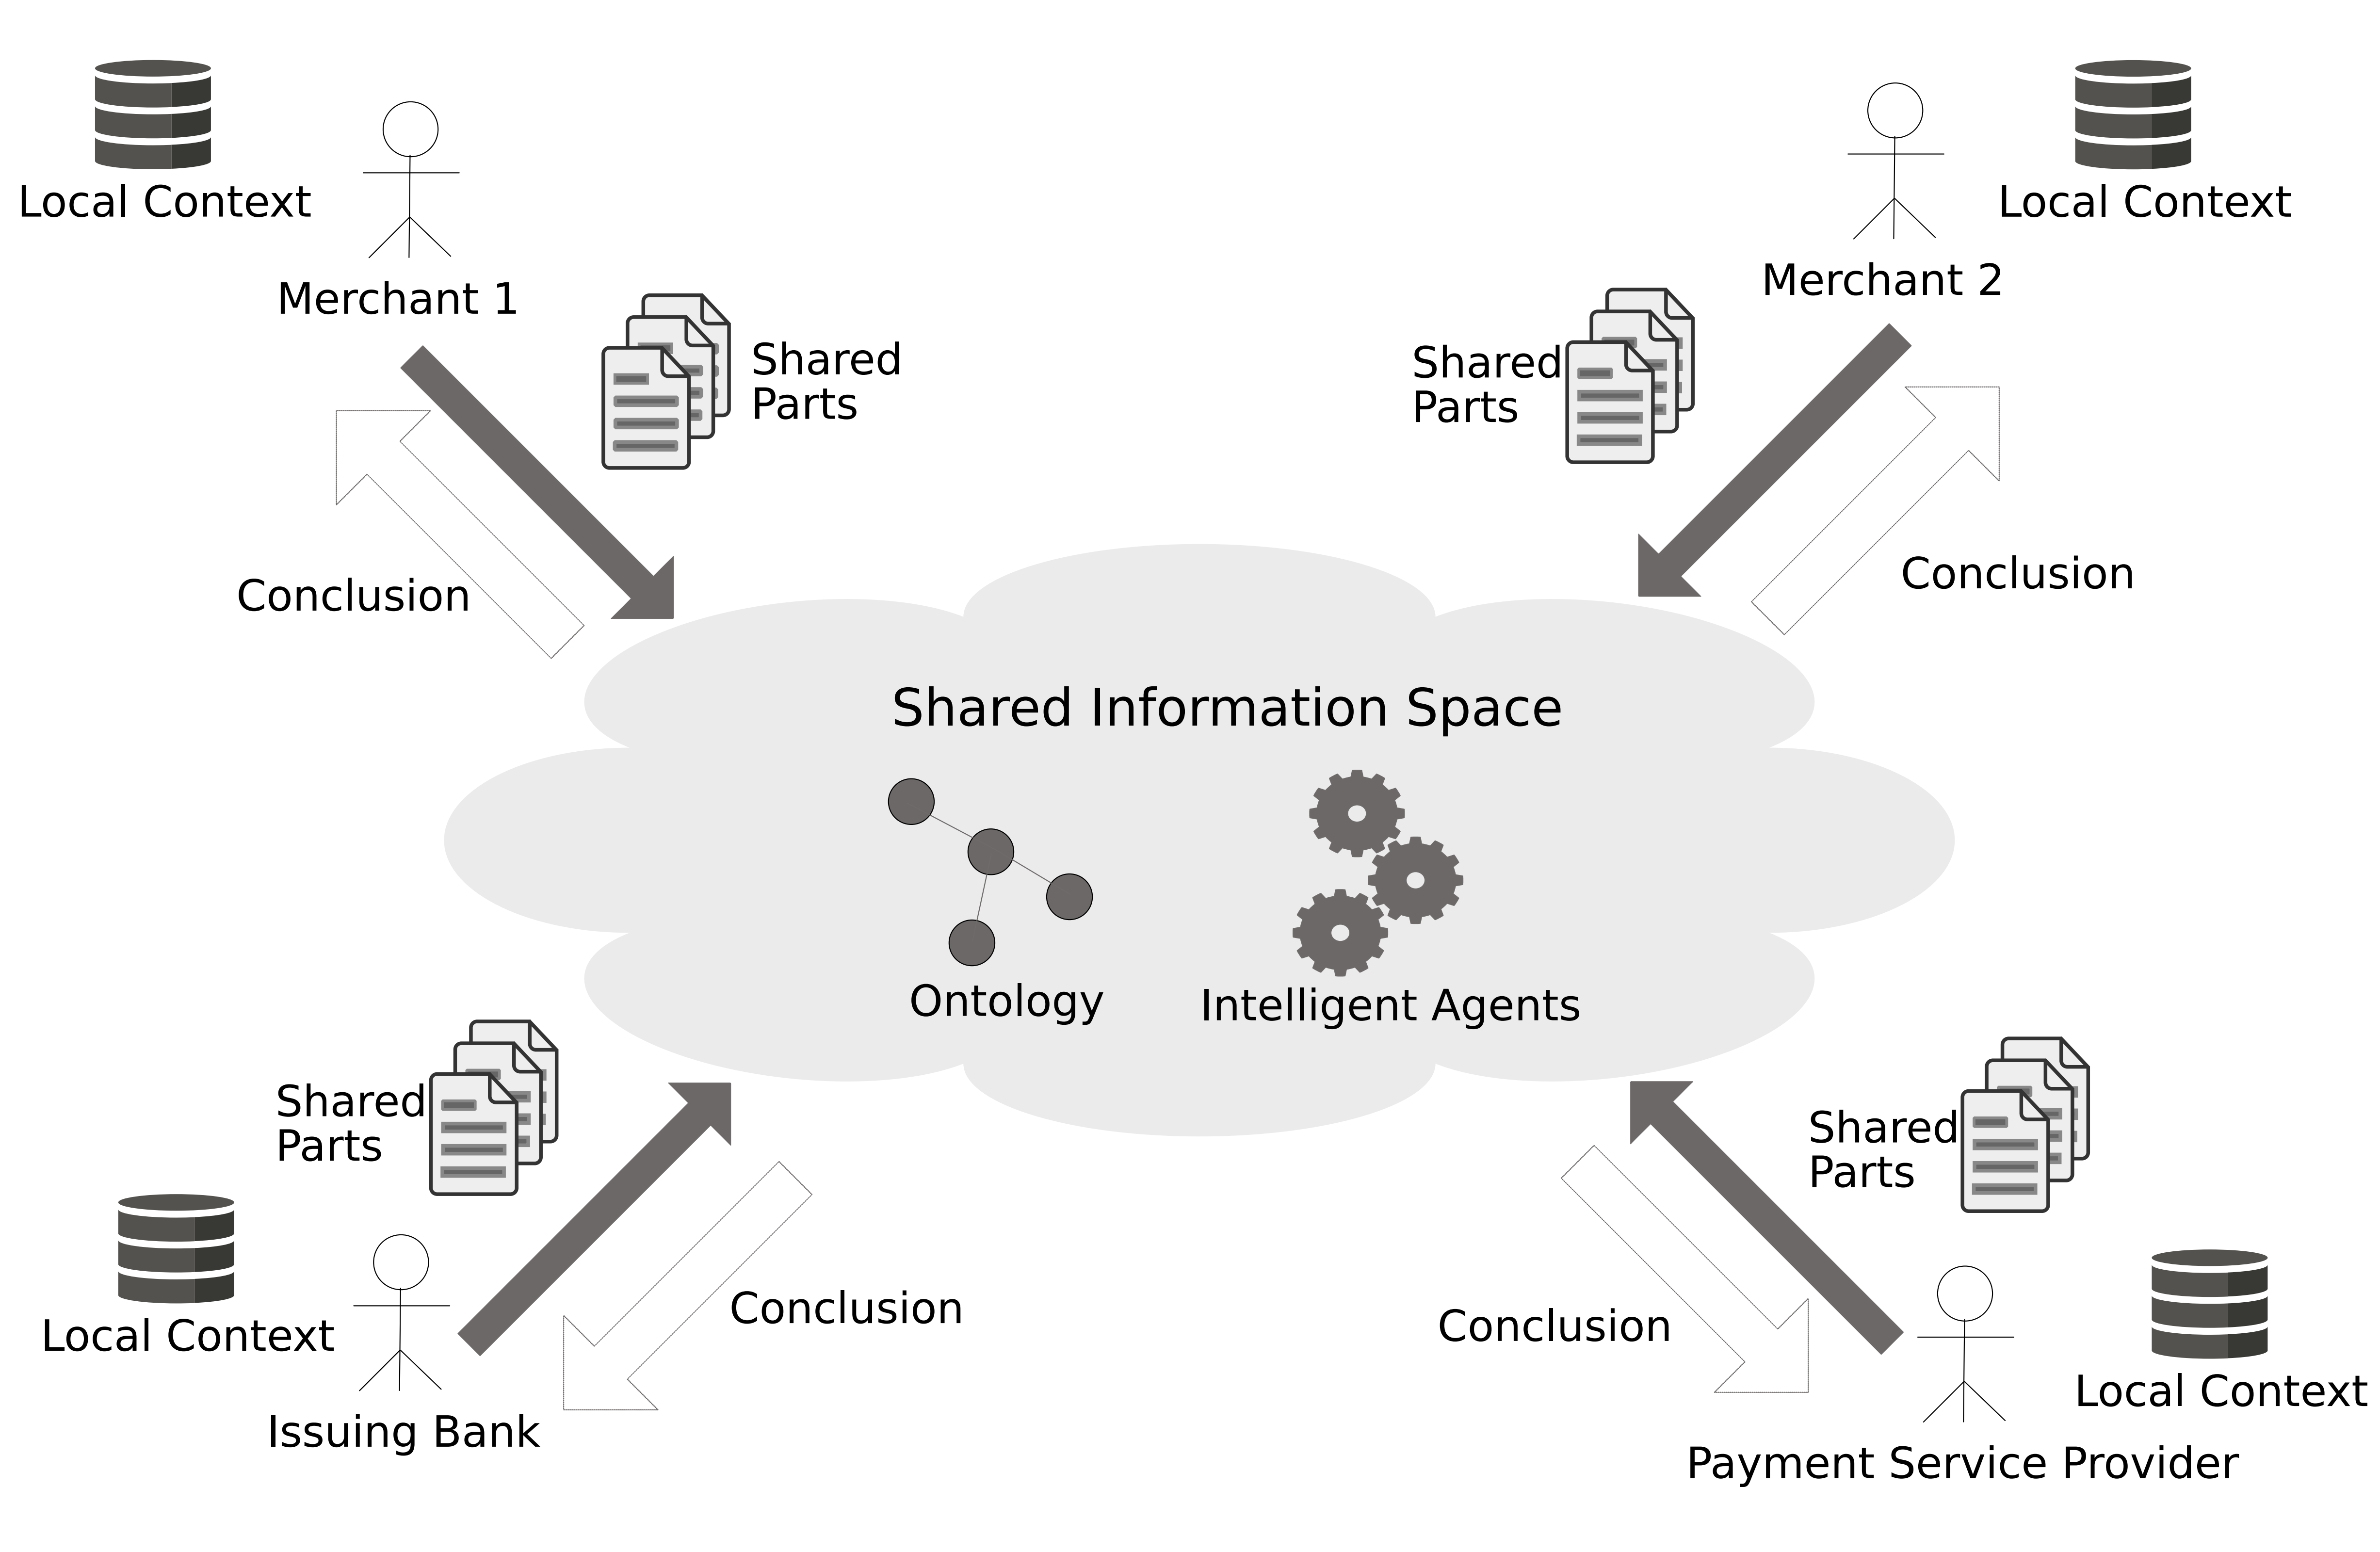 Local Context
Merchant 1
Shared
Parts
Conclusion
Local Context
Merchant 2
Shared
Parts
Conclusion
Shared Information Space
Ontology
Intelligent Agents
Shared
Parts
Local Context
Issuing Bank
Conclusion
Shared
Parts
Conclusion
Local Context
Payment Service Provider